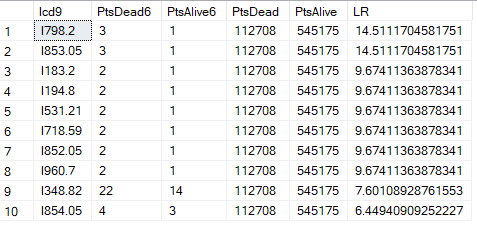 Icd9 PtsDead6 PtsAlive6 PtsDead PtsAlive LR
1 I798.2 3 1 112708 545175 14.5111704581751
2 I853.05 3 1 112708 545175 14.5111704581751
3 I183.2 2 1 112708 545175 9.67411363878341
4 I194.8 2 1 112708 545175 9.67411363878341
5 I531.21 2 1 112708 545175 9.67411363878341
6 I718.59 2 1 112708 545175 9.67411363878341
7 I852.05 2 1 112708 545175 9.67411363878341
8 I960.7 2 1 112708 545175 9.67411363878341
9 I348.82 22 14 112708 545175 7.60108928761553
10 I854.05 4 3 112708 545175 6.44940909252227